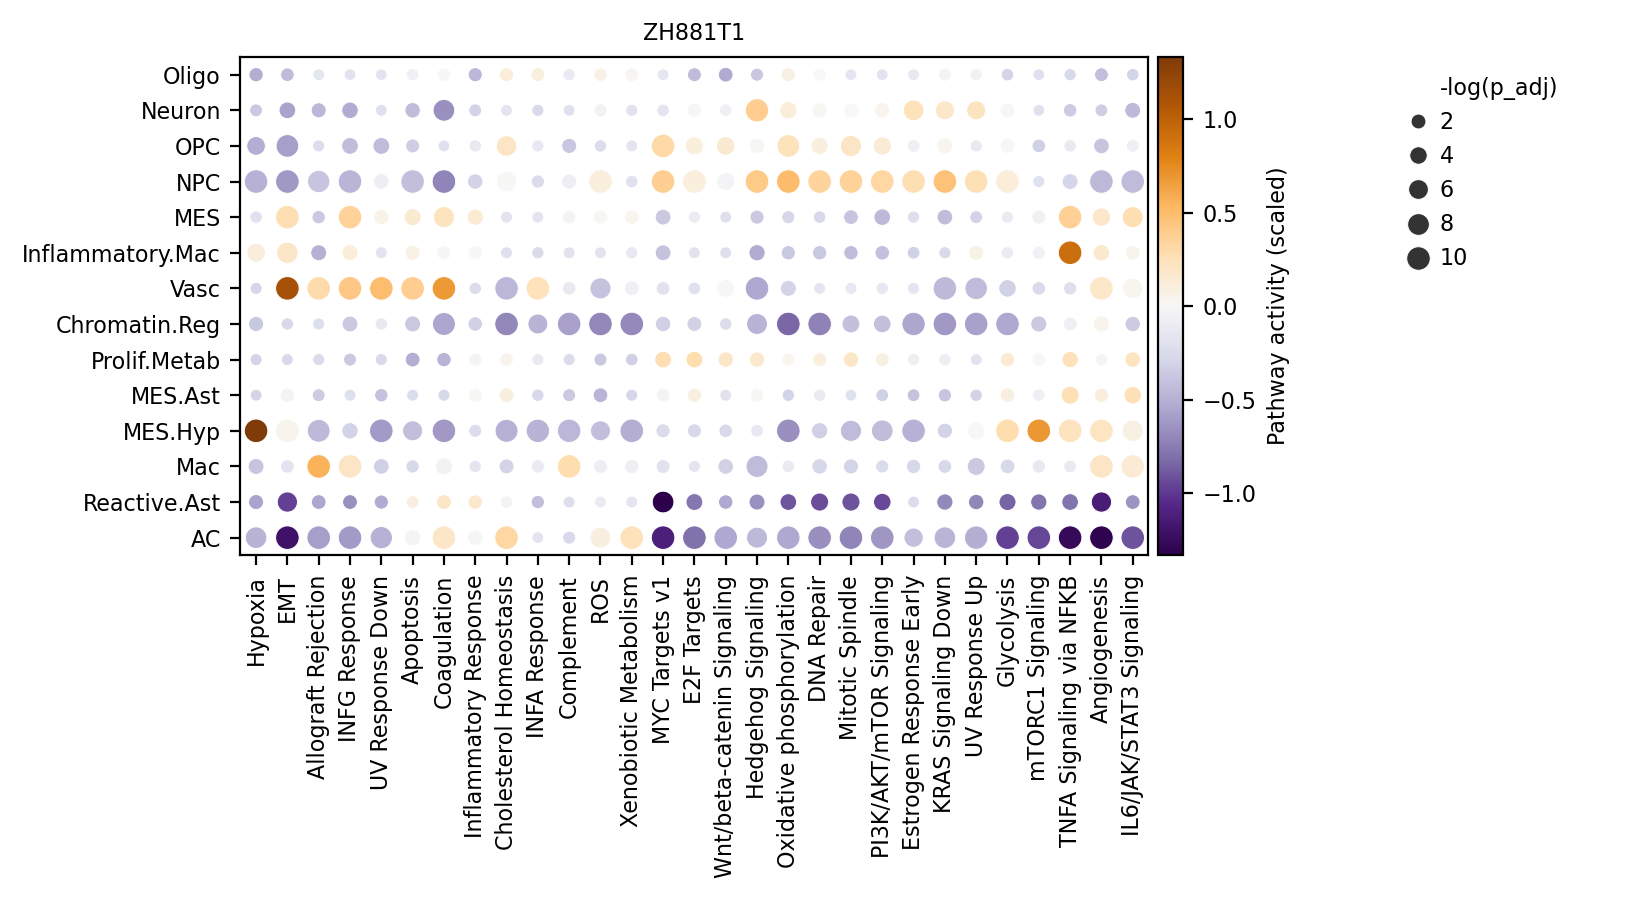 ZH881T1
Oligo
Neuron
OPC
NPC
MES
Inflammatory.Mac
Vasc
Chromatin.Reg
Prolif.Metab
MES.Ast
MES.Hyp
Mac
Reactive.Ast
AC
Hypoxia
EMT
Allograft Rejection
INFG Response
UV Response Down
Apoptosis
Coagulation
Inflammatory Response
Cholesterol Homeostasis
INFA Response
Complement
ROS
Xenobiotic Metabolism
MYC Targets v1
E2F Targets
Wnt/beta-catenin Signaling
Hedgehog Signaling
Oxidative phosphorylation
DNA Repair
Mitotic Spindle
PI3K/AKT/mTOR Signaling
Estrogen Response Early
KRAS Signaling Down
UV Response Up
Glycolysis
mTORC1 Signaling
TNFA Signaling via NFKB
Angiogenesis
IL6/JAK/STAT3 Signaling
1.0
0.5
0.0
−0.5
−1.0
Pathway activity (scaled)
-log(p_adj)
2
4
6
8
10